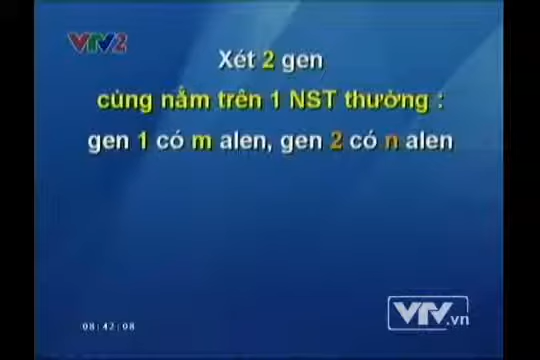 VTV2
Xét 2 gen
cùng nằm trên 1 NST thường :
gen 1 có m alen, gen 2 có n alen
08:42:08
VTV.vn